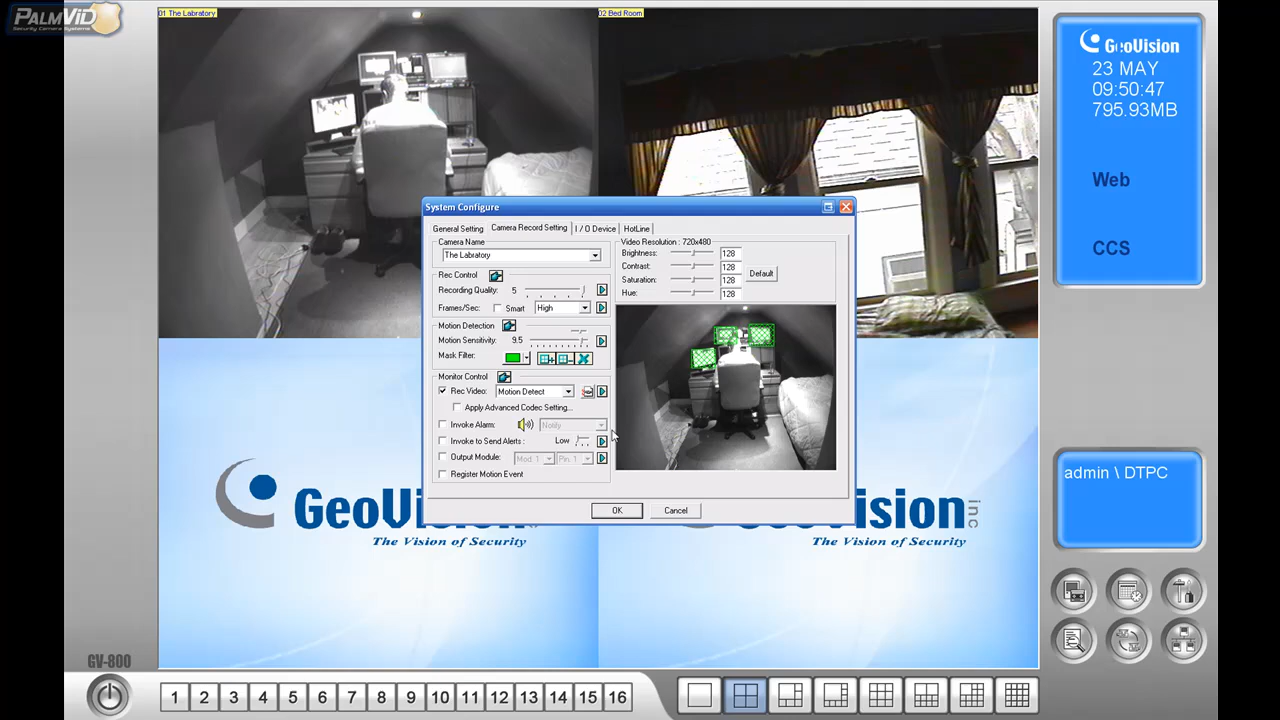 PALMVID
Security Camera Systems
01 The Labratory
02 Bed Room
GeoVision
23 MAY
09:50:47
795.93MB
Web
CCS
System Configure
General Setting
Camera Record Setting
I / O Device
HotLine
Camera Name
The Labratory
Rec Control
Recording Quality: 5
Frames/Sec: Smart High
Motion Detection
Motion Sensitivity: 9.5
Mask Filter:
Monitor Control
Rec Video: Motion Detect
Apply Advanced Codec Setting...
Invoke Alarm: Notify
Invoke to Send Alerts : Low
Output Module: Mod. 1 Pin. 1
Register Motion Event
Video Resolution : 720x480
Brightness: 128
Contrast: 128
Saturation: 128
Hue: 128
Default
OK
Cancel
The Vision of Security
inc
The Vision of Security
admin \ DTPC
GV-800
1 2 3 4 5 6 7 8 9 10 11 12 13 14 15 16